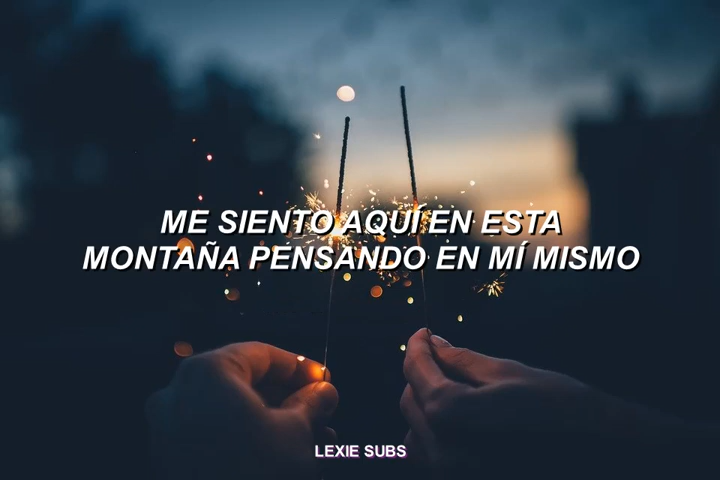 ME SIENTO AQUÍ EN ESTA
MONTAÑA PENSANDO EN MÍ MISMO
LEXIE SUBS